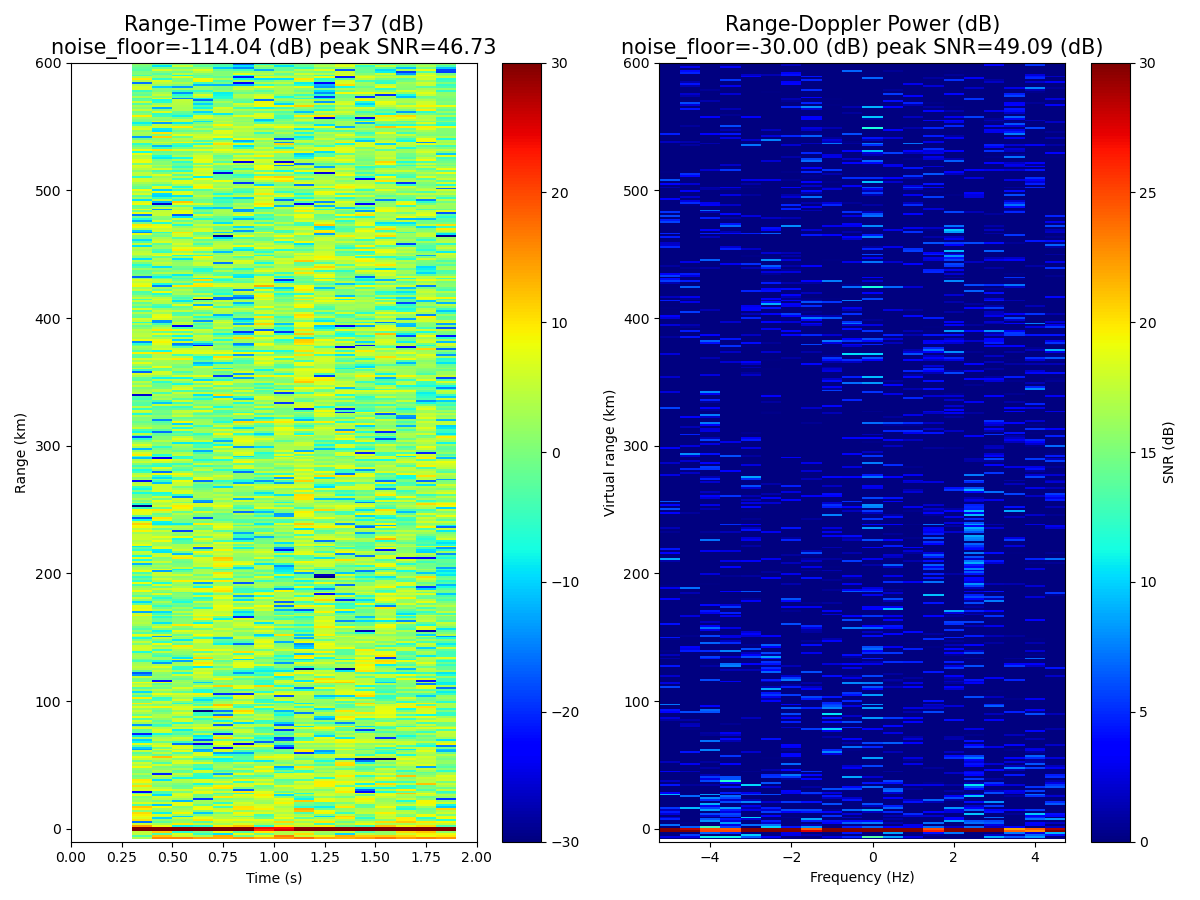 Range-Time Power f=37 (dB)
noise_floor=-114.04 (dB) peak SNR=46.73
600
500
400
300
200
100
0
Range (km)
0.00 0.25 0.50 0.75 1.00 1.25 1.50 1.75 2.00
Time (s)
30
20
10
0
−10
−20
−30
Range-Doppler Power (dB)
noise_floor=-30.00 (dB) peak SNR=49.09 (dB)
600
500
400
300
200
100
0
Virtual range (km)
−4 −2 0 2 4
Frequency (Hz)
30
25
20
15
10
5
0
SNR (dB)